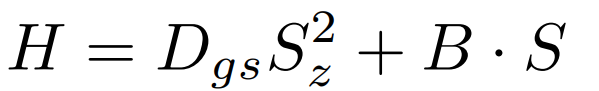 H = D_{gs}S_z^2 + B · S